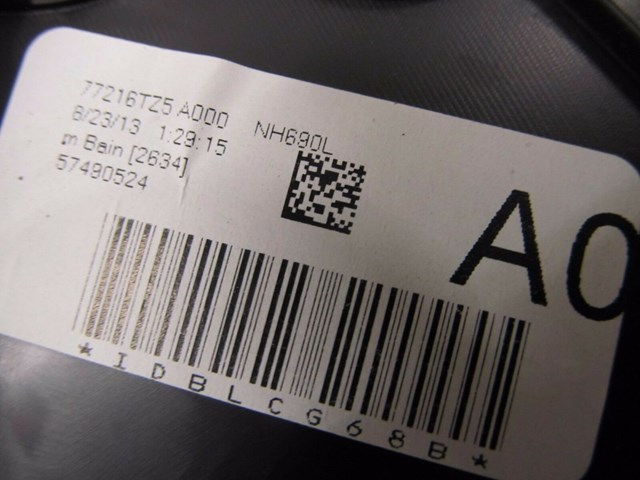 77216TZ5 A000 NH690L
8/23/13 1:29:15
m Bain [2634]
57490524
A0
*IDBLCG68B*